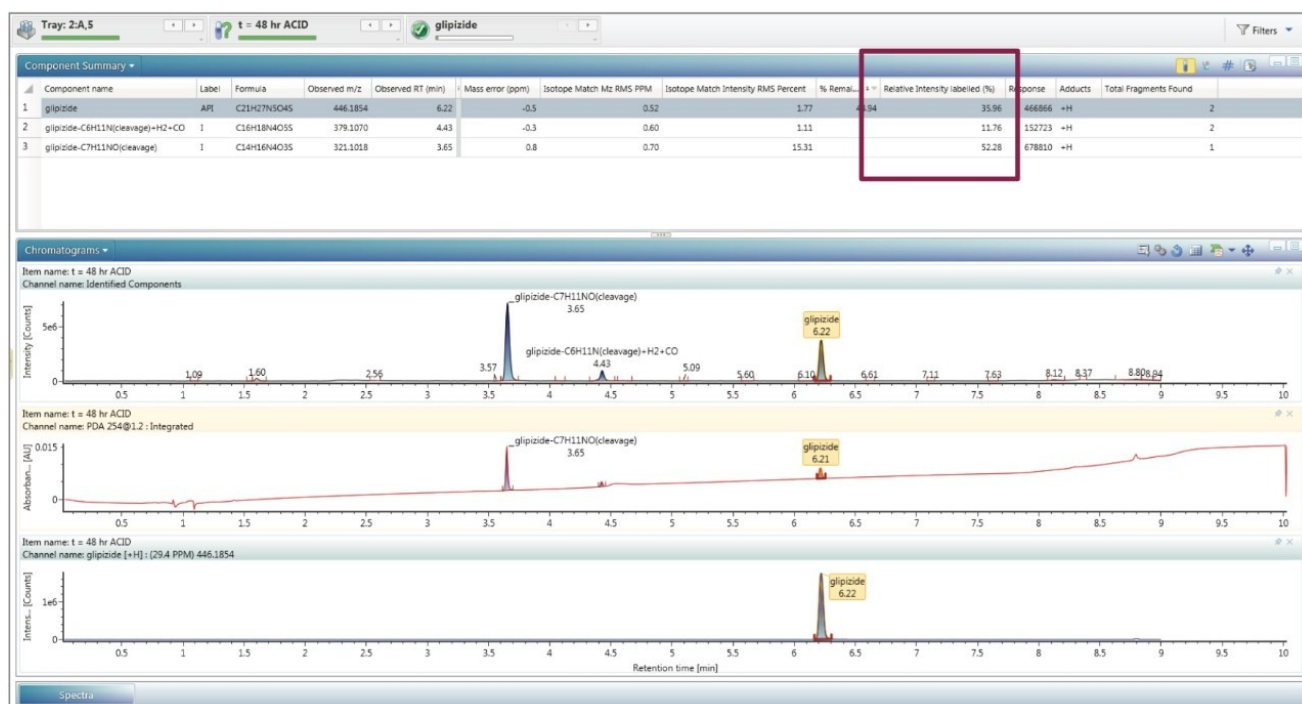 Tray: 2:A,5 t = 48 hr ACID glipizide Filters
Component Summary
Component name Label Formula Observed m/z Observed RT (min) Mass error (ppm) Isotope Match Mz RMS PPM Isotope Match Intensity RMS Percent % Remai... Relative Intensity labelled (%) Response Adducts Total Fragments Found
1 glipizide API C21H27N5O4S 446.1854 6.22 -0.5 0.52 1.77 35.96 466866 +H 2
2 glipizide-C6H11N(cleavage)+H2+CO I C16H18N4O5S 379.1070 4.43 -0.3 0.60 1.11 11.76 152723 +H 2
3 glipizide-C7H11NO(cleavage) I C14H16N4O3S 321.1018 3.65 0.8 0.70 15.31 52.28 678810 +H 1
Chromatograms
Item name: t = 48 hr ACID
Channel name: Identified Components
Intensity [Counts]
5e6
0
glipizide-C7H11NO(cleavage)
3.65
glipizide
6.22
glipizide-C6H11N(cleavage)+H2+CO
4.43
1.09 1.60 2.56 3.57 5.09 5.60 6.10 6.61 7.11 7.63 8.12 8.37 8.80 8.94
0.5 1 1.5 2 2.5 3 3.5 4 4.5 5 5.5 6 6.5 7 7.5 8 8.5 9 9.5 10
Item name: t = 48 hr ACID
Channel name: PDA 254@1.2 : Integrated
Absorban... [AU]
0.015
0
glipizide-C7H11NO(cleavage)
3.65
glipizide
6.21
0.5 1 1.5 2 2.5 3 3.5 4 4.5 5 5.5 6 6.5 7 7.5 8 8.5 9 9.5 10
Item name: t = 48 hr ACID
Channel name: glipizide [+H] : (29.4 PPM) 446.1854
Intens... [Counts]
1e6
0
glipizide
6.22
0.5 1 1.5 2 2.5 3 3.5 4 4.5 5 5.5 6 6.5 7 7.5 8 8.5 9 9.5 10
Retention time [min]
Spectra